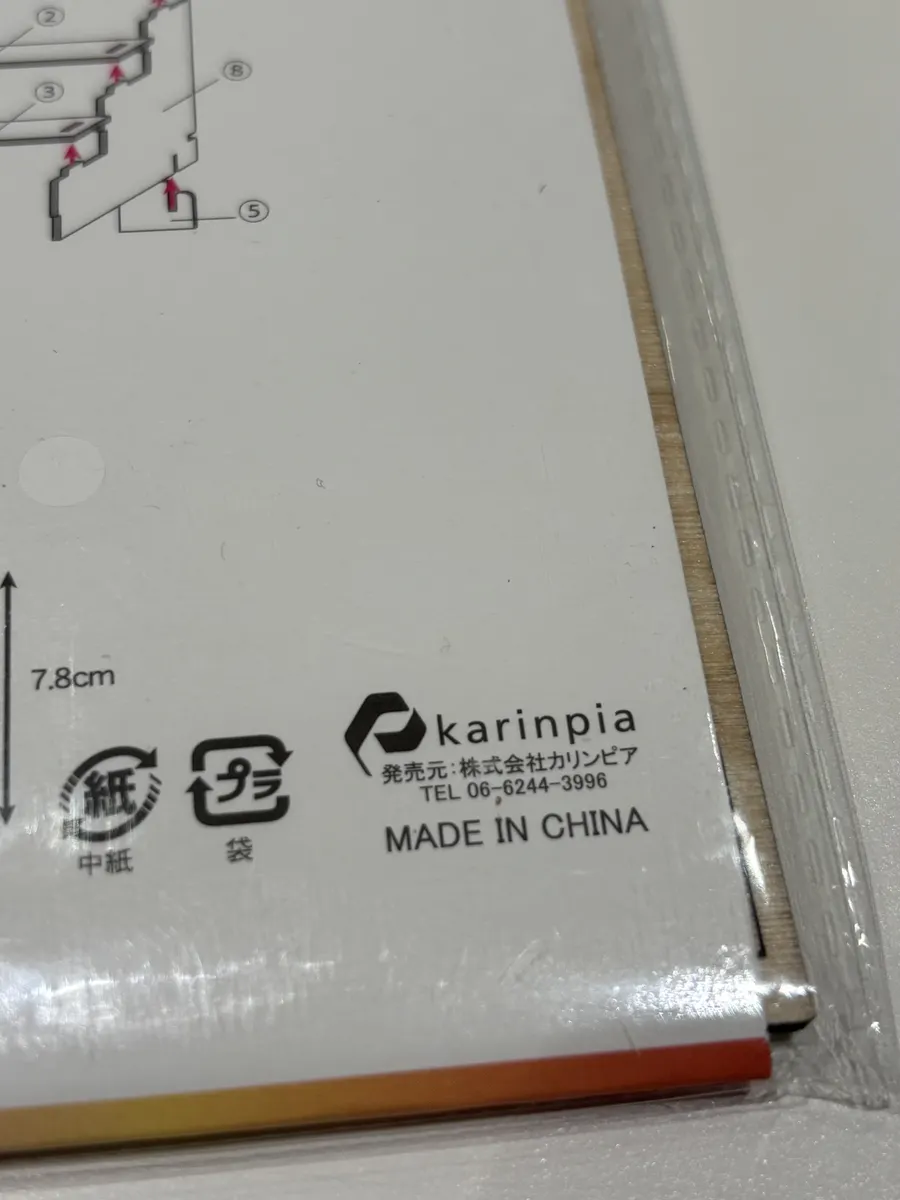 ②
③
⑧
⑤
7.8cm
紙
中紙
プラ
袋
karinpia
発売元：株式会社カリンピア
TEL 06-6244-3996
MADE IN CHINA